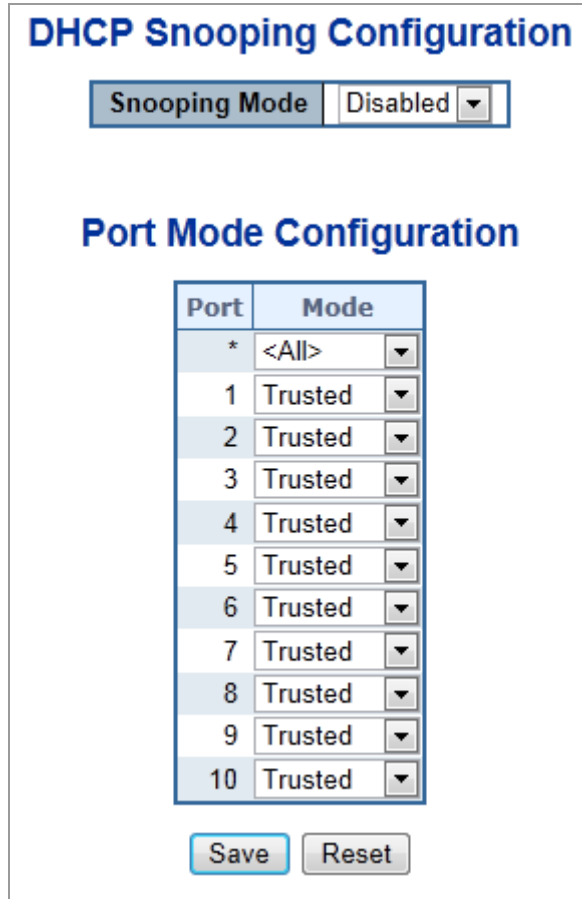 DHCP Snooping Configuration
Snooping Mode Disabled
Port Mode Configuration
Port Mode
* <All>
1 Trusted
2 Trusted
3 Trusted
4 Trusted
5 Trusted
6 Trusted
7 Trusted
8 Trusted
9 Trusted
10 Trusted
Save Reset